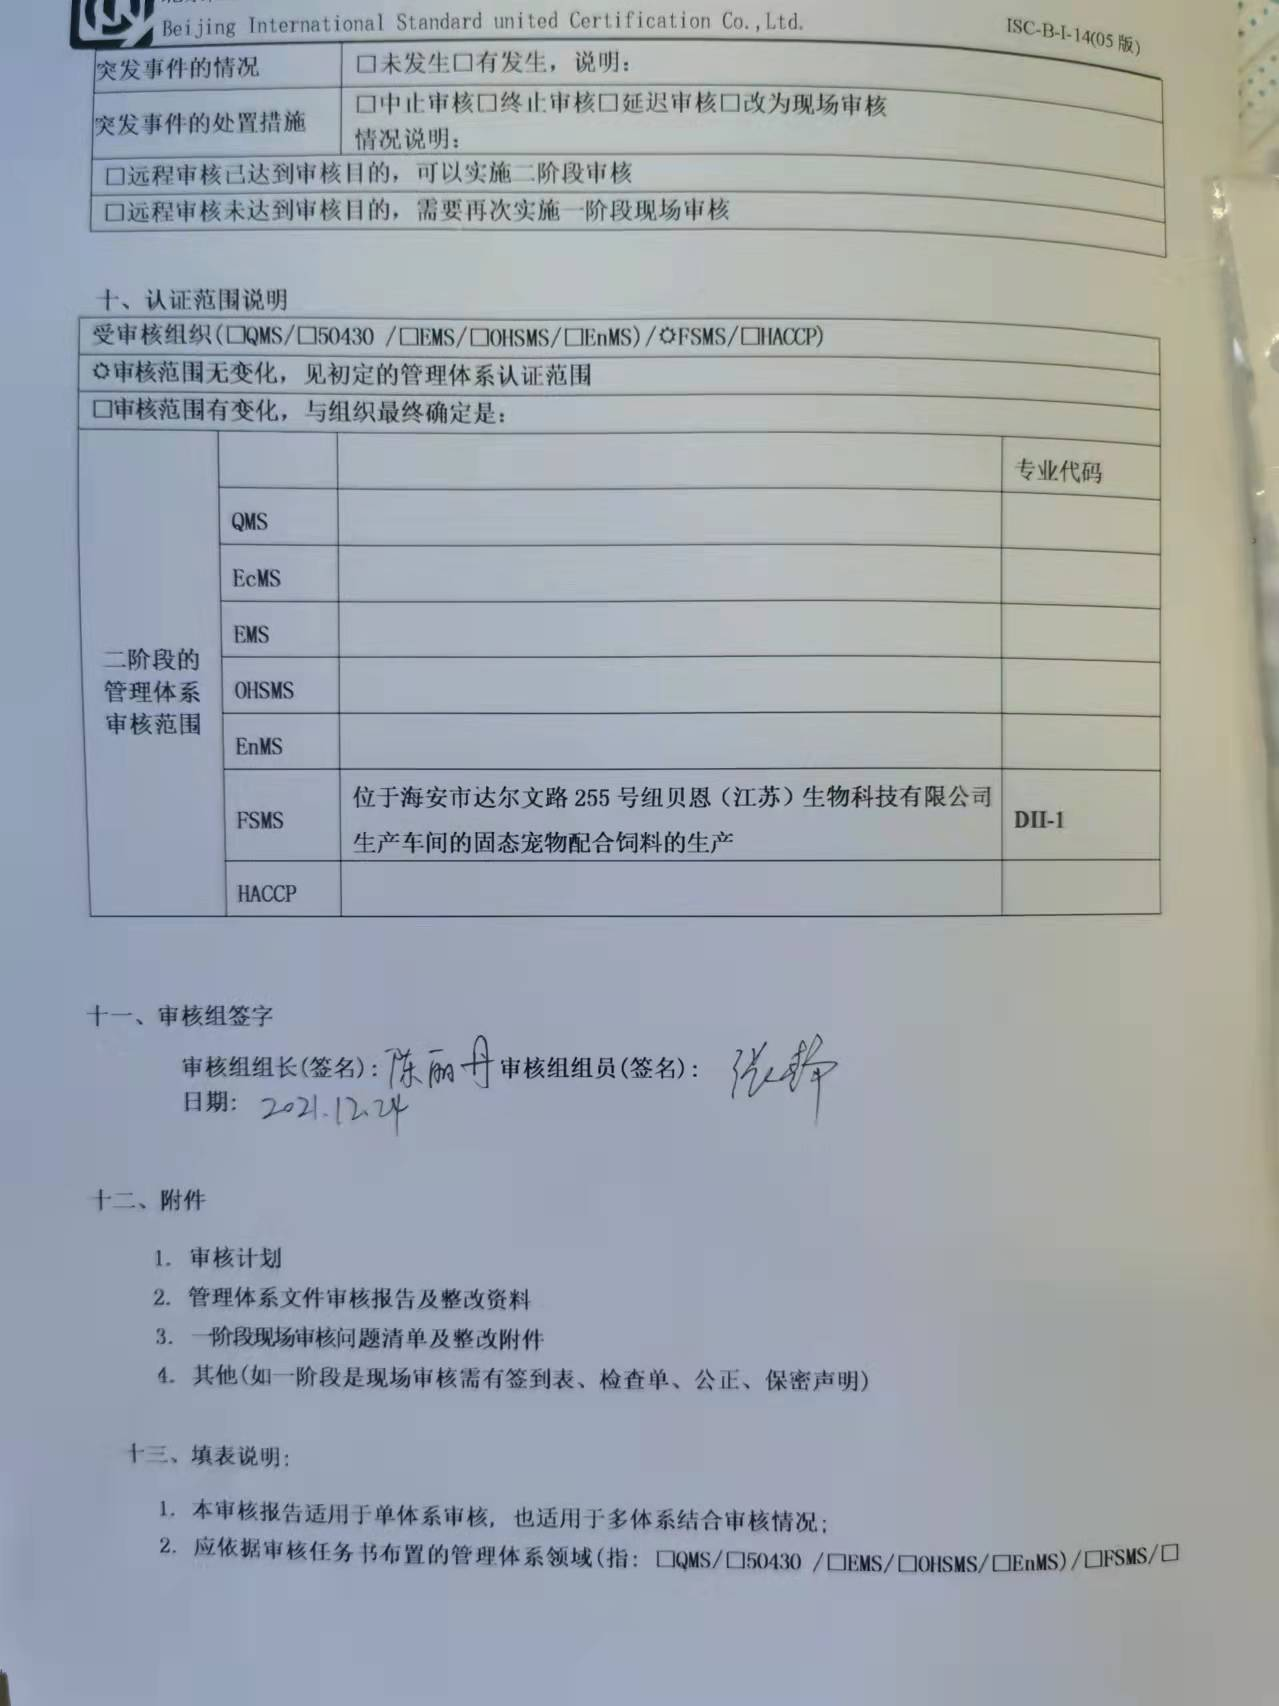 Beijing International Standard united Certification Co.,Ltd.
ISC-B-I-14(05 版)
突发事件的情况
□未发生□有发生，说明：
突发事件的处置措施
□中止审核□终止审核□延迟审核□改为现场审核
情况说明：
□远程审核已达到审核目的，可以实施二阶段审核
□远程审核未达到审核目的，需要再次实施一阶段现场审核
十、认证范围说明
受审核组织(□QMS/□50430 /□EMS/□OHSMS/□EnMS)/✡FSMS/□HACCP)
✡审核范围无变化，见初定的管理体系认证范围
□审核范围有变化，与组织最终确定是：
专业代码
二阶段的
管理体系
审核范围
QMS
EcMS
EMS
OHSMS
EnMS
FSMS
位于海安市达尔文路 255 号纽贝恩（江苏）生物科技有限公司
生产车间的固态宠物配合饲料的生产
DII-1
HACCP
十一、审核组签字
审核组组长(签名)：陈丽丹 审核组组员(签名)： 张静
日期： 2021.12.24
十二、附件
1. 审核计划
2. 管理体系文件审核报告及整改资料
3. 一阶段现场审核问题清单及整改附件
4. 其他(如一阶段是现场审核需有签到表、检查单、公正、保密声明)
十三、填表说明：
1. 本审核报告适用于单体系审核，也适用于多体系结合审核情况；
2. 应依据审核任务书布置的管理体系领域(指：□QMS/□50430 /□EMS/□OHSMS/□EnMS)/□FSMS/□